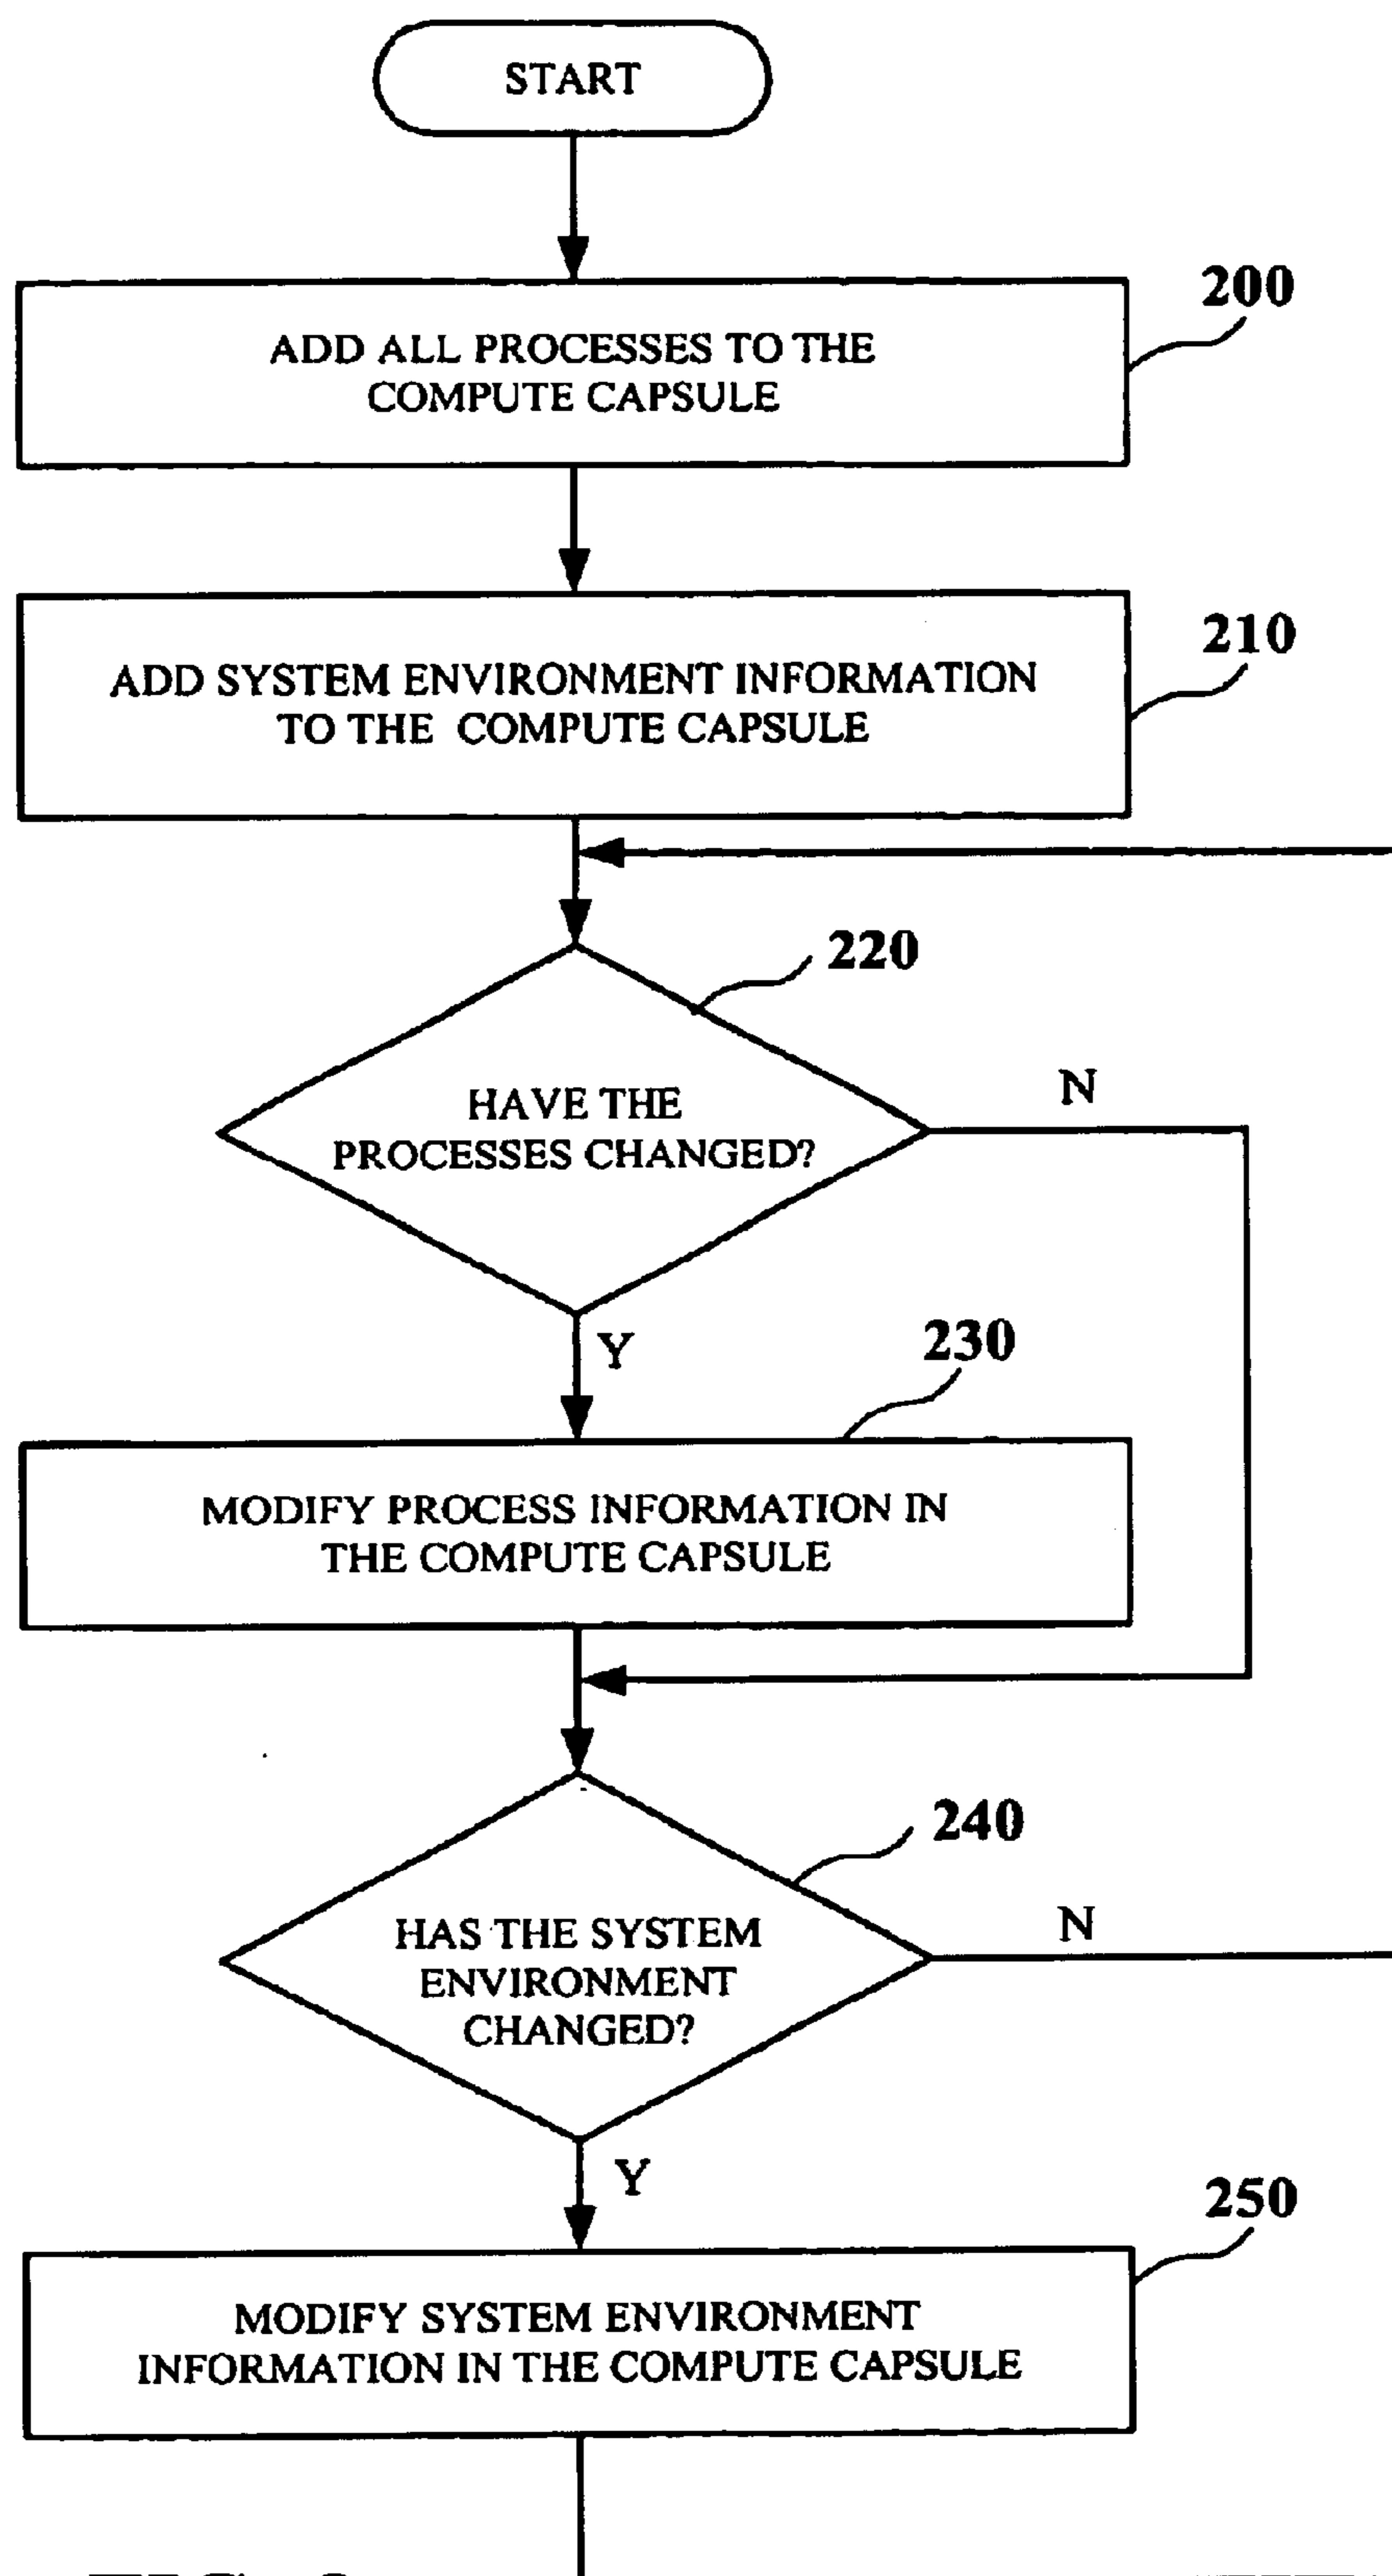 START
200
ADD ALL PROCESSES TO THE
COMPUTE CAPSULE
210
ADD SYSTEM ENVIRONMENT INFORMATION
TO THE COMPUTE CAPSULE
220
HAVE THE
PROCESSES CHANGED?
N
Y
230
MODIFY PROCESS INFORMATION IN
THE COMPUTE CAPSULE
240
HAS THE SYSTEM
ENVIRONMENT
CHANGED?
N
Y
250
MODIFY SYSTEM ENVIRONMENT
INFORMATION IN THE COMPUTE CAPSULE